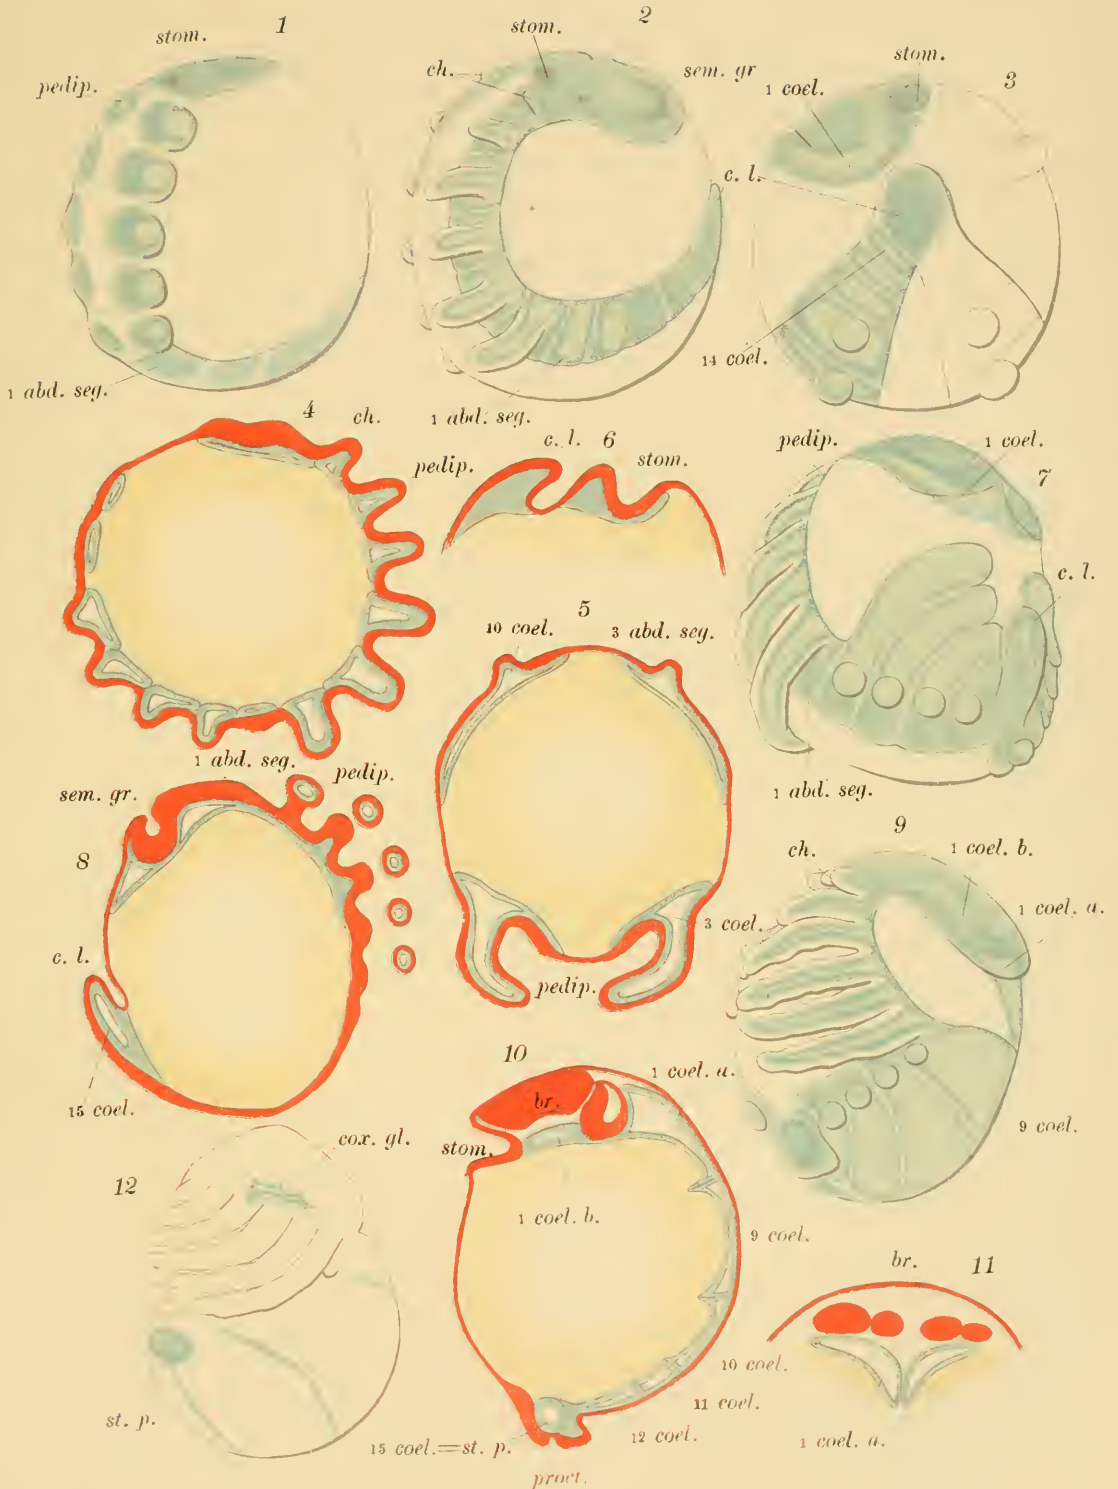 1
stom.
pedip.
1 abd. seg.
2
stom.
ch.
sem. gr
1 abd. seg.
3
stom.
1 coel.
c. l.
14 coel.
4
ch.
1 abd. seg.
c. l. 6
pedip.
stom.
5
10 coel.
3 abd. seg.
3 coel.
pedip.
pedip.
1 coel.
7
c. l.
1 abd. seg.
pedip.
sem. gr.
8
c. l.
15 coel.
9
ch.
1 coel. b.
1 coel. a.
9 coel.
10
1 coel. a.
br.
stom.
1 coel. b.
9 coel.
10 coel.
11 coel.
12 coel.
15 coel.=st. p.
proct.
br.
11
1 coel. a.
cox. gl.
12
st. p.